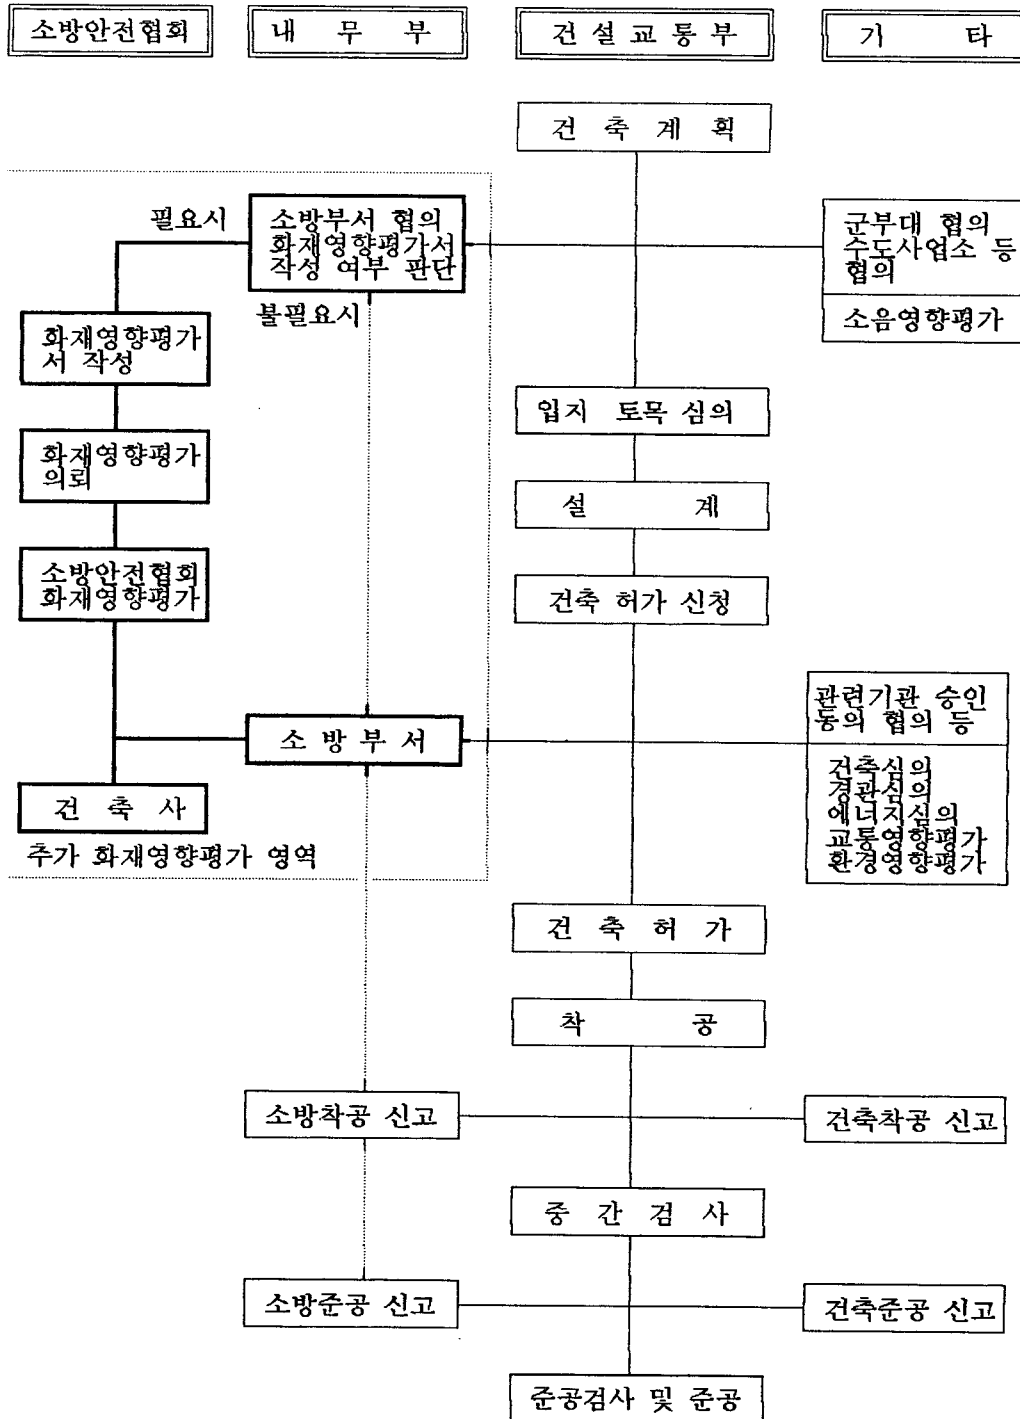 소방안전협회
내 무 부
건 설 교 통 부
기 타
건 축 계 획
필요시
소방부서 협의
화재영향평가서
작성 여부 판단
불필요시
군부대 협의
수도사업소 등
협의
소음영향평가
화재영향평가
서 작성
입지 토목 심의
화재영향평가
의뢰
설 계
소방안전협회
화재영향평가
건축 허가 신청
관련기관 승인
동의 협의 등
소 방 부 서
건축심의
경관심의
에너지심의
교통영향평가
환경영향평가
건 축 사
추가 화재영향평가 영역
건 축 허 가
착 공
소방착공 신고
건축착공 신고
중 간 검 사
소방준공 신고
건축준공 신고
준공검사 및 준공